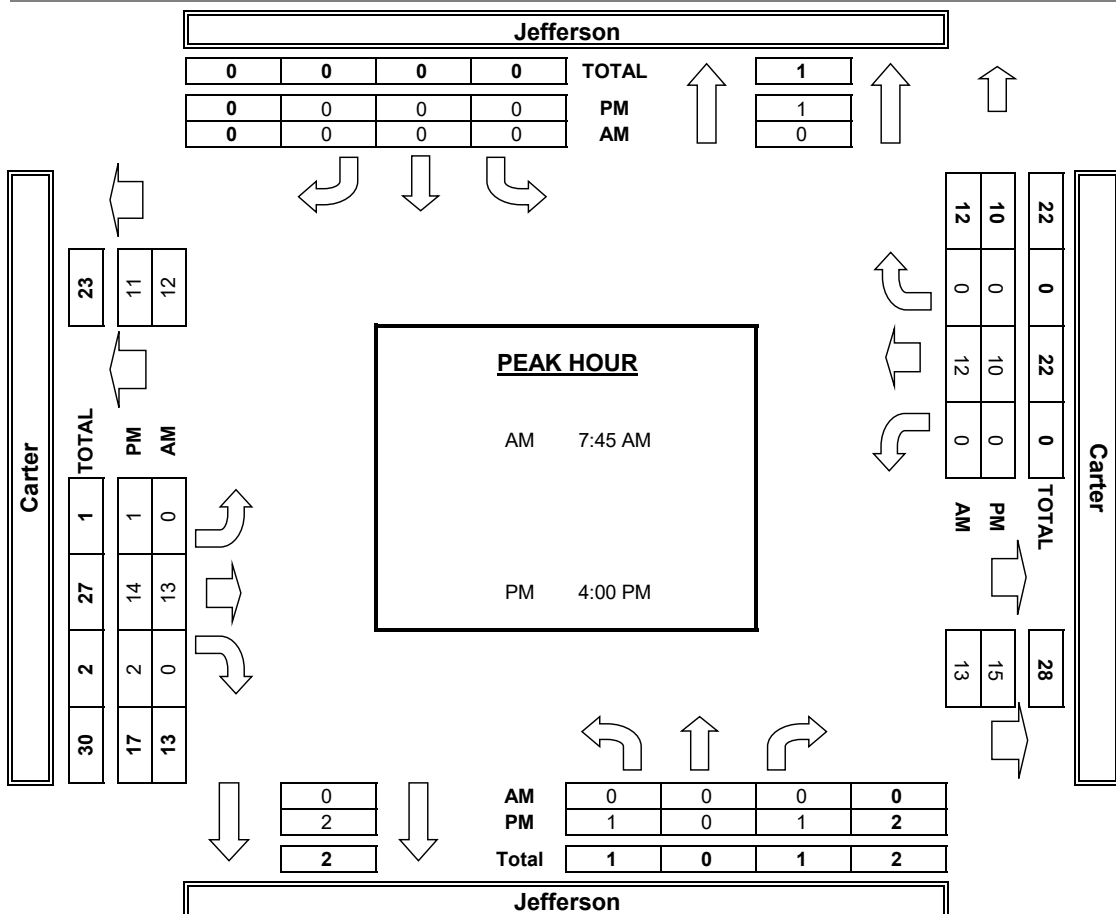 Jefferson
0 0 0 0 TOTAL 1
0 0 0 0 PM 1
0 0 0 0 AM 0
Carter
23 11 12
TOTAL PM AM
1 1 0
27 14 13
2 2 0
30 17 13
PEAK HOUR
AM 7:45 AM
PM 4:00 PM
12 10 22
0 0 0
12 10 22
0 0 0
AM PM TOTAL
13 15 28
Carter
0 AM 0 0 0 0
2 PM 1 0 1 2
2 Total 1 0 1 2
Jefferson